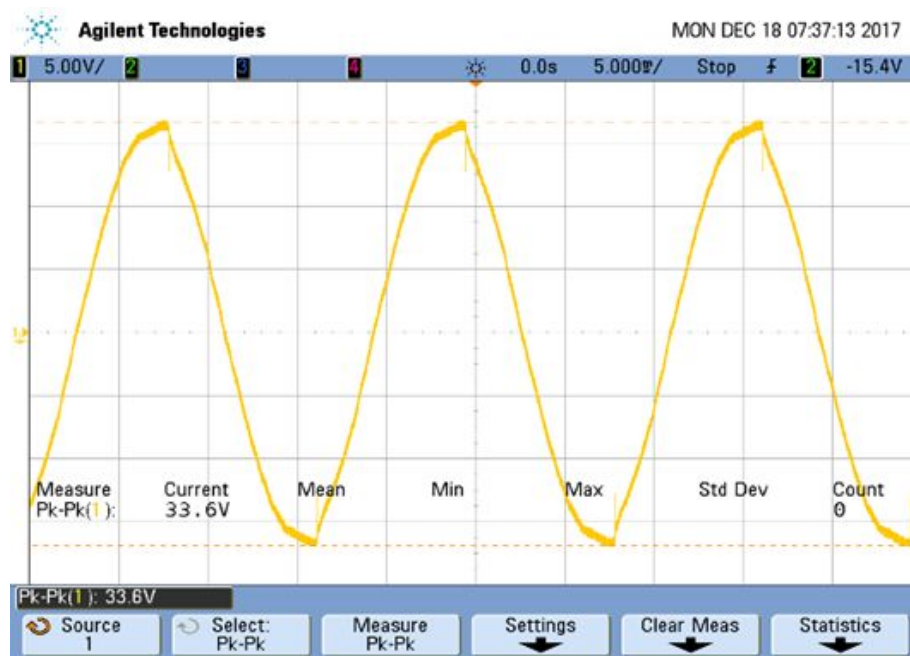 Agilent Technologies MON DEC 18 07:37:13 2017
1 5.00V/ 2 3 4 0.0s 5.000m/ Stop 2 -15.4V
Measure Current Mean Min Max Std Dev Count
Pk-Pk(1): 33.6V 0
Pk-Pk(1): 33.6V
Source Select: Measure Settings Clear Meas Statistics
1 Pk-Pk Pk-Pk